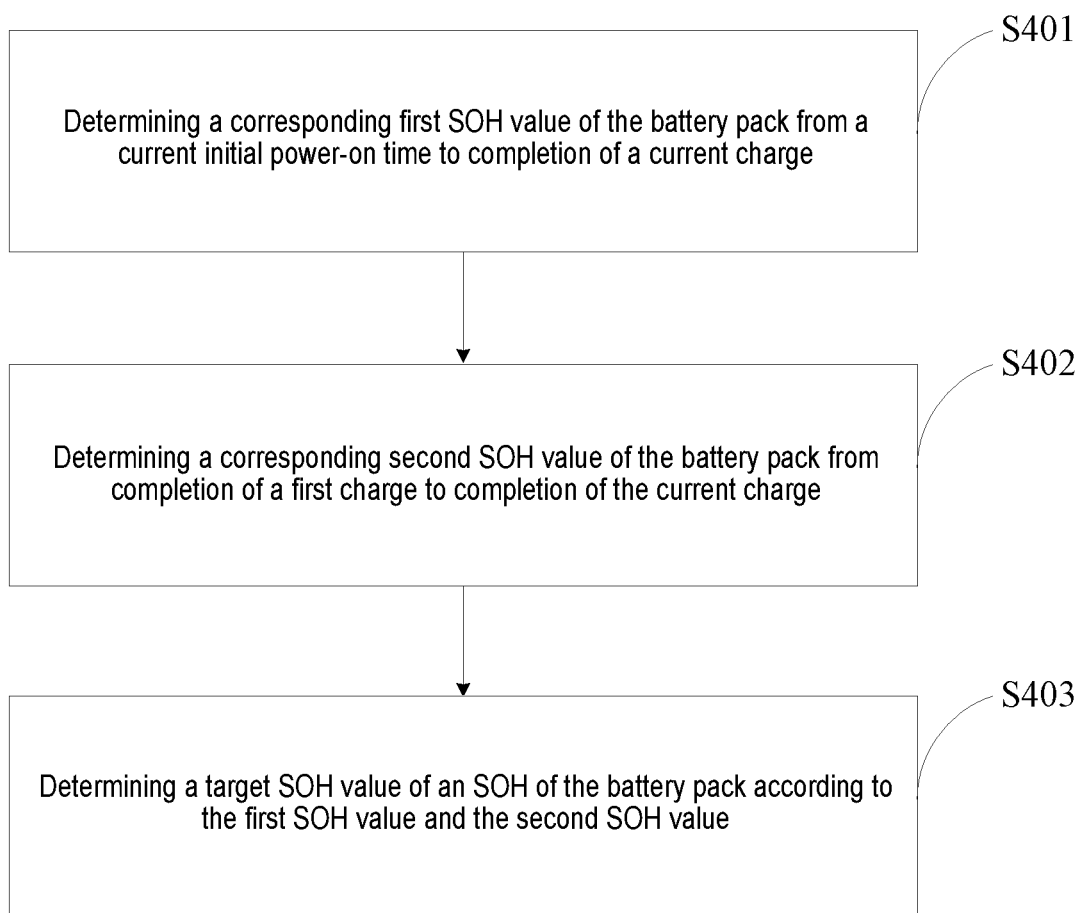 S401
Determining a corresponding first SOH value of the battery pack from a
current initial power-on time to completion of a current charge
S402
Determining a corresponding second SOH value of the battery pack from
completion of a first charge to completion of the current charge
S403
Determining a target SOH value of an SOH of the battery pack according to
the first SOH value and the second SOH value